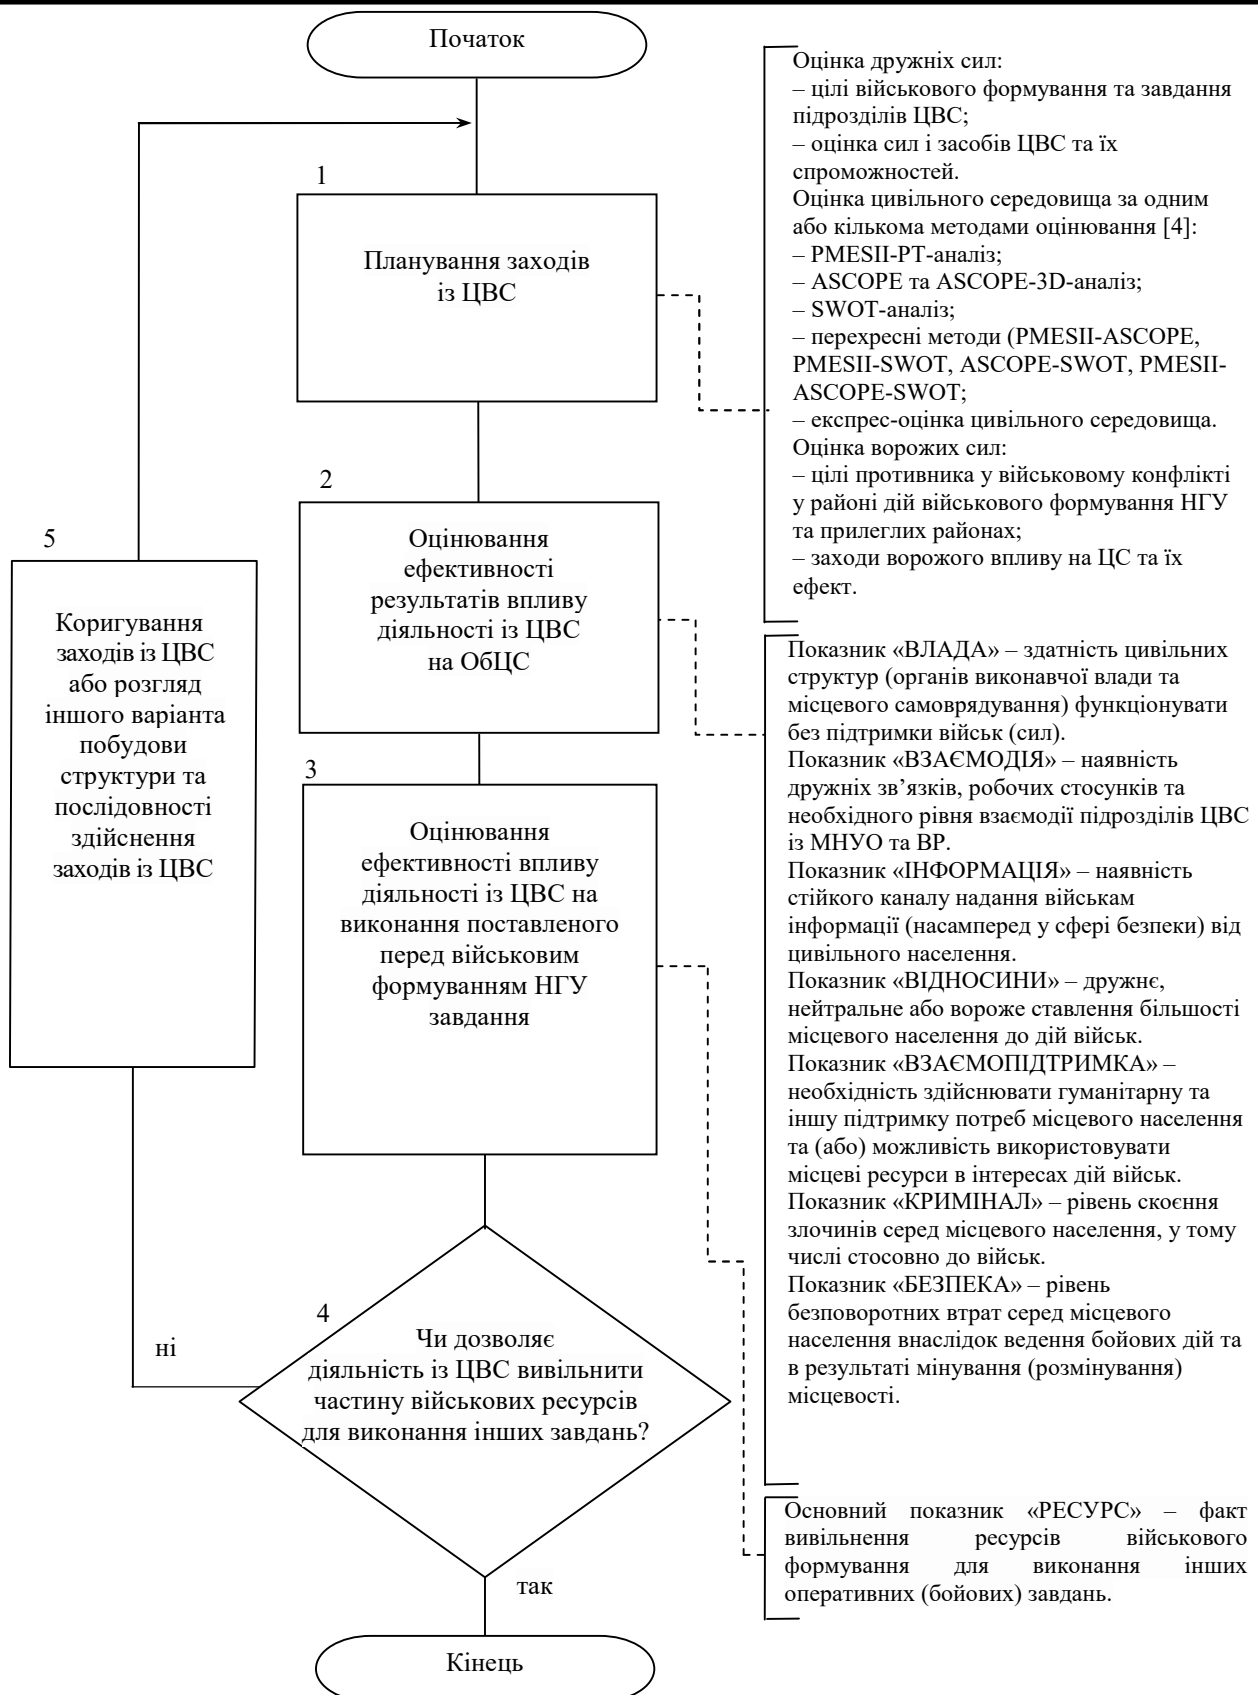 Початок
1
Планування заходів
із ЦВС
2
Оцінювання
ефективності
результатів впливу
діяльності із ЦВС
на ОбЦС
3
Оцінювання
ефективності впливу
діяльності із ЦВС на
виконання поставленого
перед військовим
формуванням НГУ
завдання
4
Чи дозволяє
діяльність із ЦВС вивільнити
частину військових ресурсів
для виконання інших завдань?
ні
так
5
Коригування
заходів із ЦВС
або розгляд
іншого варіанта
побудови
структури та
послідовності
здійснення
заходів із ЦВС
Кінець
Оцінка дружніх сил:
– цілі військового формування та завдання
підрозділів ЦВС;
– оцінка сил і засобів ЦВС та їх
спроможностей.
Оцінка цивільного середовища за одним
або кількома методами оцінювання [4]:
– PMESII-PT-аналіз;
– ASCOPE та ASCOPE-3D-аналіз;
– SWOT-аналіз;
– перехресні методи (PMESII-ASCOPE,
PMESII-SWOT, ASCOPE-SWOT, PMESII-
ASCOPE-SWOT;
– експрес-оцінка цивільного середовища.
Оцінка ворожих сил:
– цілі противника у військовому конфлікті
у районі дій військового формування НГУ
та прилеглих районах;
– заходи ворожого впливу на ЦС та їх
ефект.
Показник «ВЛАДА» – здатність цивільних
структур (органів виконавчої влади та
місцевого самоврядування) функціонувати
без підтримки військ (сил).
Показник «ВЗАЄМОДІЯ» – наявність
дружніх зв’язків, робочих стосунків та
необхідного рівня взаємодії підрозділів ЦВС
із МНУО та ВР.
Показник «ІНФОРМАЦІЯ» – наявність
стійкого каналу надання військам
інформації (насамперед у сфері безпеки) від
цивільного населення.
Показник «ВІДНОСИНИ» – дружнє,
нейтральне або вороже ставлення більшості
місцевого населення до дій військ.
Показник «ВЗАЄМОПІДТРИМКА» –
необхідність здійснювати гуманітарну та
іншу підтримку потреб місцевого населення
та (або) можливість використовувати
місцеві ресурси в інтересах дій військ.
Показник «КРИМІНАЛ» – рівень скоєння
злочинів серед місцевого населення, у тому
числі стосовно до військ.
Показник «БЕЗПЕКА» – рівень
безповоротних втрат серед місцевого
населення внаслідок ведення бойових дій та
в результаті мінування (розмінування)
місцевості.
Основний показник «РЕСУРС» – факт
вивільнення ресурсів військового
формування для виконання інших
оперативних (бойових) завдань.